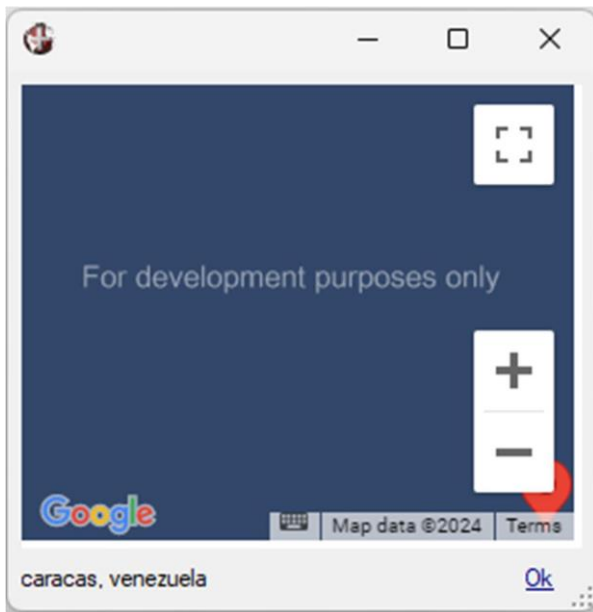 For development purposes only
Google
Map data ©2024
Terms
caracas, venezuela
Ok